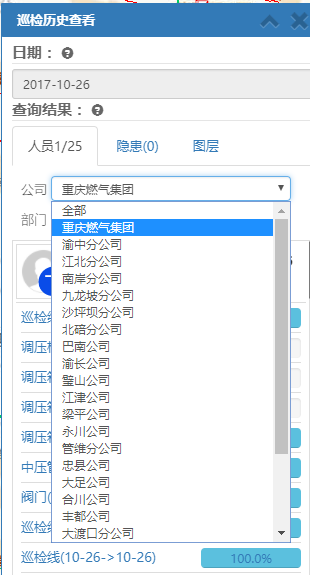 巡检历史查看
日期：
2017-10-26
查询结果：
人员1/25 隐患(0) 图层
公司 重庆燃气集团
全部
部门 重庆燃气集团
渝中分公司
江北分公司
南岸分公司
九龙坡分公司
沙坪坝分公司
北碚分公司
巴南公司
巡检 渝长公司
调压 璧山公司
调压 江津公司
调压 梁平公司
调压 永川公司
管维分公司
中压 忠县公司
大足公司
阀门( 合川公司
丰都公司
巡检 大渡口分公司
巡检线(10-26->10-26) 100.0%